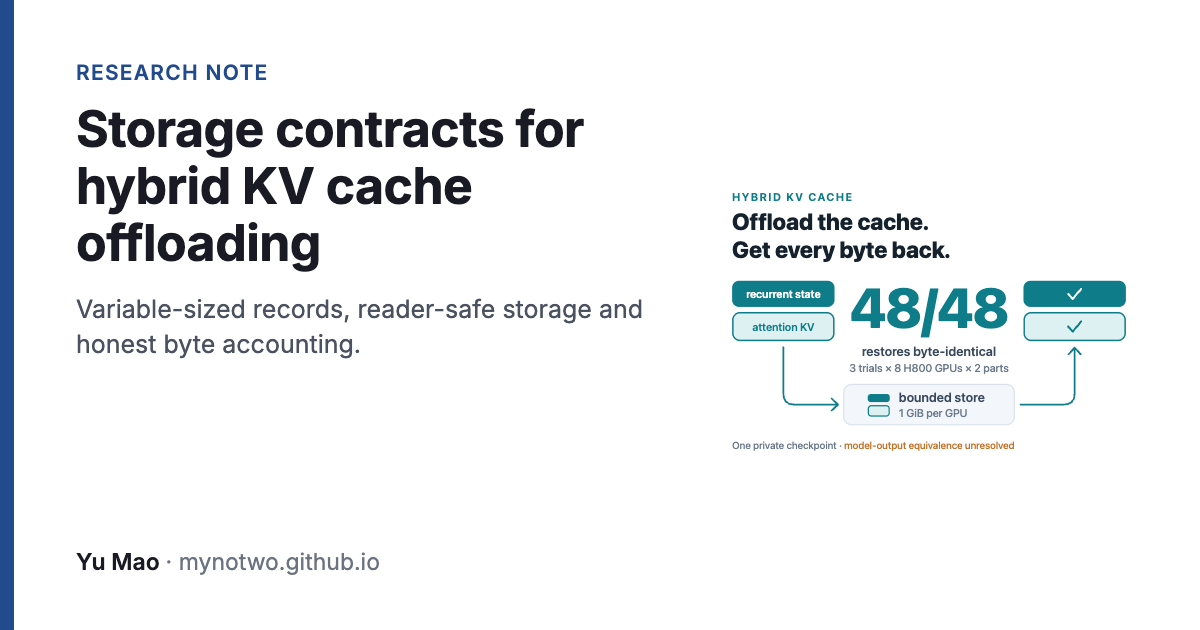 RESEARCH NOTE
Storage contracts for
hybrid KV cache
offloading
Variable-sized records, reader-safe storage and
honest byte accounting.
HYBRID KV CACHE
Offload the cache.
Get every byte back.
recurrent state
attention KV
48/48
restores byte-identical
3 trials × 8 H800 GPUs × 2 parts
bounded store
1 GiB per GPU
One private checkpoint · model-output equivalence unresolved
Yu Mao · mynotwo.github.io